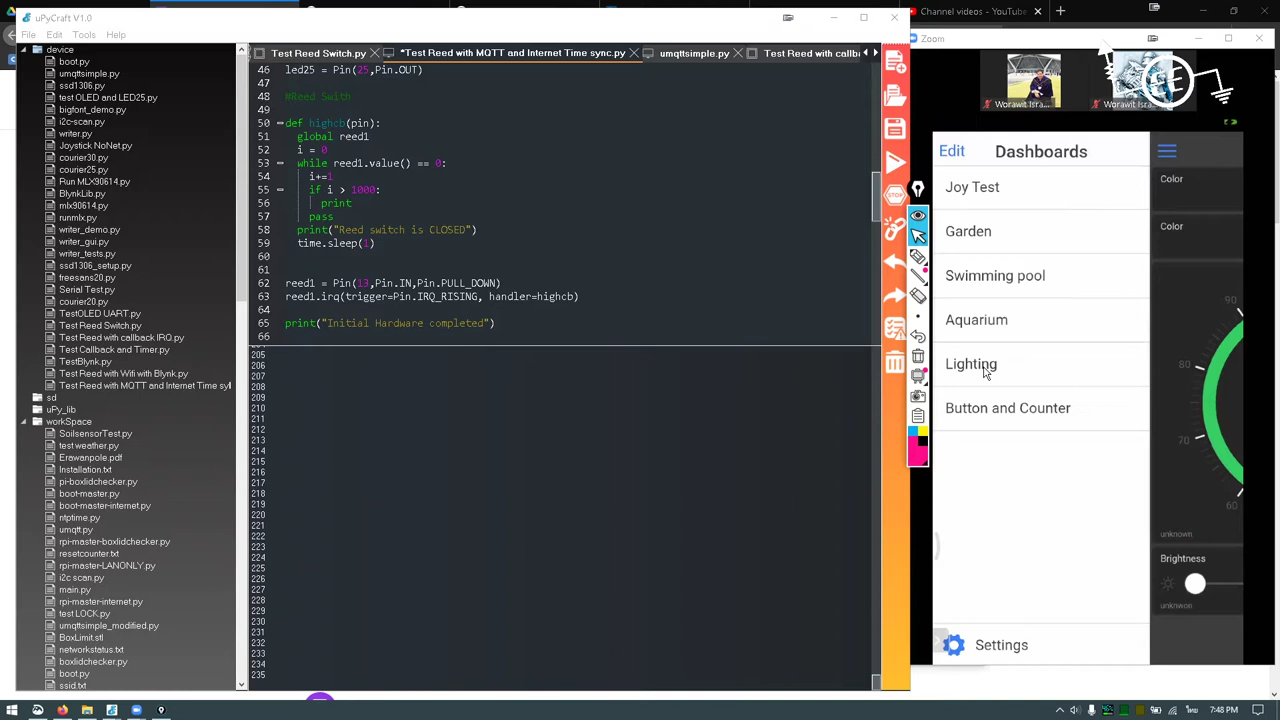 uPyCraft V1.0
Channel videos - YouTube
File Edit Tools Help
Zoom
Test Reed Switch.py
*Test Reed with MQTT and Internet Time sync.py
umqttsimple.py
Test Reed with callb
Worawit Isra...
Worawit Isra...
device
boot.py
umqttsimple.py
ssd1306.py
test OLED and LED25.py
bigfont_demo.py
i2c-scan.py
writer.py
Joystick NoNet.py
courier30.py
courier25.py
Run MLX90614.py
BlynkLib.py
mlx90614.py
runmlx.py
writer_demo.py
writer_gui.py
writer_tests.py
ssd1306_setup.py
freesans20.py
Serial Test.py
courier20.py
TestOLED UART.py
Test Reed Switch.py
Test Reed with callback IRQ.py
Test Callback and Timer.py
TestBlynk.py
Test Reed with Wifi with Blynk.py
Test Reed with MQTT and Internet Time syl
sd
uPy_lib
workSpace
SoilsensorTest.py
test weather.py
Erawanpole.pdf
Installation.txt
pi-boxlidchecker.py
boot-master.py
boot-master-internet.py
ntptime.py
umqtt.py
rpi-master-boxlidchecker.py
resetcounter.txt
rpi-master-LANONLY.py
i2c scan.py
main.py
rpi-master-internet.py
test LOCK.py
umqttsimple_modified.py
BoxLimit.stl
networkstatus.txt
boxlidchecker.py
boot.py
ssid.txt
46 led25 = Pin(25,Pin.OUT)
47
48 #Reed Swith
49
50 def highcb(pin):
51 global reed1
52 i = 0
53 while reed1.value() == 0:
54 i+=1
55 if i > 1000:
56 print
57 pass
58 print("Reed switch is CLOSED")
59 time.sleep(1)
60
61
62 reed1 = Pin(13,Pin.IN,Pin.PULL_DOWN)
63 reed1.irq(trigger=Pin.IRQ_RISING, handler=highcb)
64
65 print("Initial Hardware completed")
66
205
206
207
208
209
210
211
212
213
214
215
216
217
218
219
220
221
222
223
224
225
226
227
228
229
230
231
232
233
234
235
STOP
Edit Dashboards
Joy Test
Garden
Swimming pool
Aquarium
Lighting
Button and Counter
Settings
Color
Color
90
80
70
60
unknown
Brightness
unknwon
7:48 PM